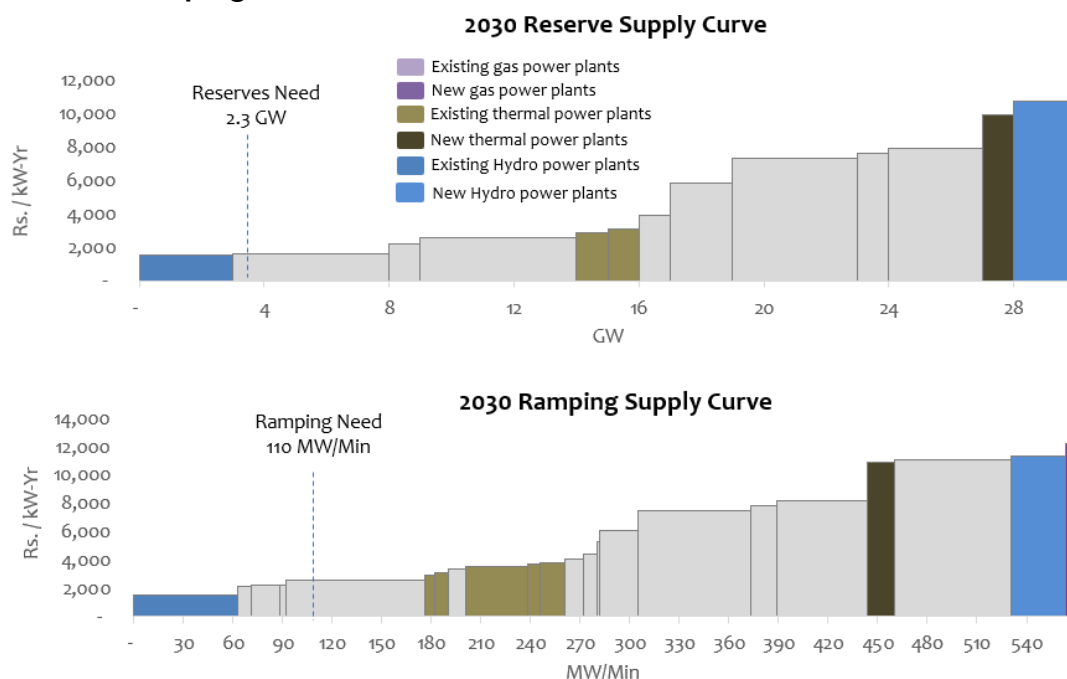 2030 Reserve Supply Curve
Existing gas power plants
New gas power plants
Existing thermal power plants
New thermal power plants
Existing Hydro power plants
New Hydro power plants
Reserves Need
2.3 GW
12,000
10,000
8,000
6,000
4,000
2,000
-
Rs. / kW-Yr
- 4 8 12 16 20 24 28
GW
2030 Ramping Supply Curve
Ramping Need
110 MW/Min
14,000
12,000
10,000
8,000
6,000
4,000
2,000
-
Rs. / kW-Yr
- 30 60 90 120 150 180 210 240 270 300 330 360 390 420 450 480 510 540
MW/Min